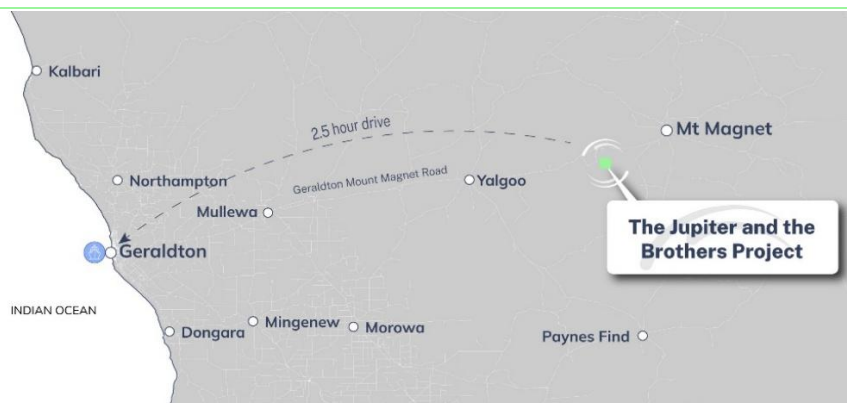 Kalbari
2.5 hour drive
Mt Magnet
Northampton
Geraldton Mount Magnet Road
Yalgoo
Mullewa
The Jupiter and the
Brothers Project
Geraldton
INDIAN OCEAN
Dongara
Mingenew
Morowa
Paynes Find